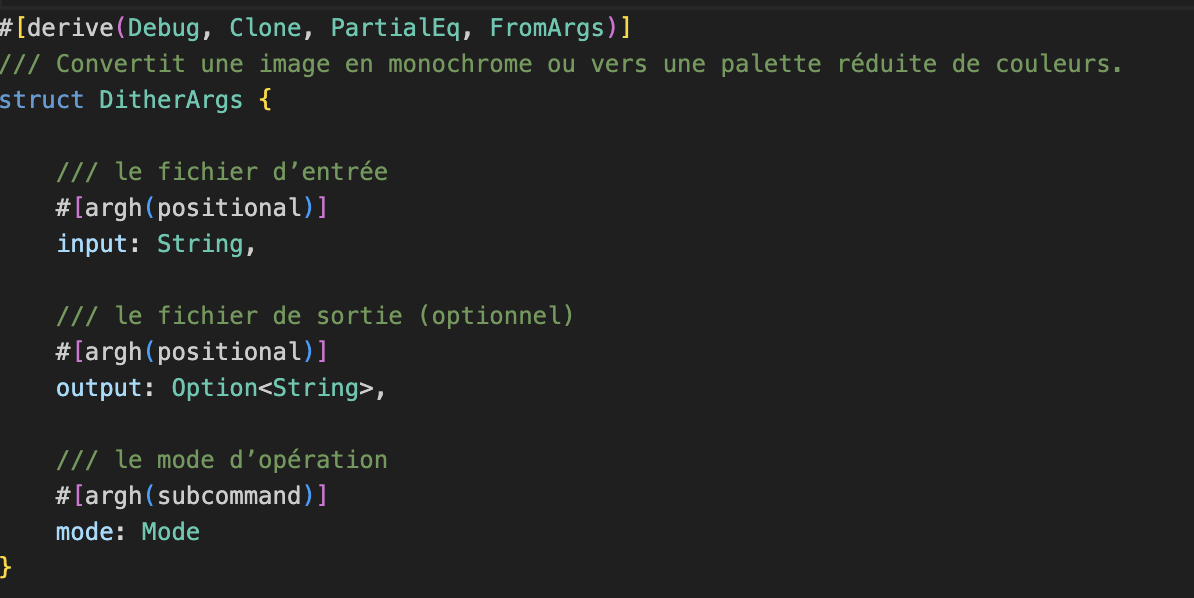 #[derive(Debug, Clone, PartialEq, FromArgs)]
/// Convertit une image en monochrome ou vers une palette réduite de couleurs.
struct DitherArgs {
/// le fichier d’entrée
#[argh(positional)]
input: String,
/// le fichier de sortie (optionnel)
#[argh(positional)]
output: Option<String>,
/// le mode d’opération
#[argh(subcommand)]
mode: Mode
}